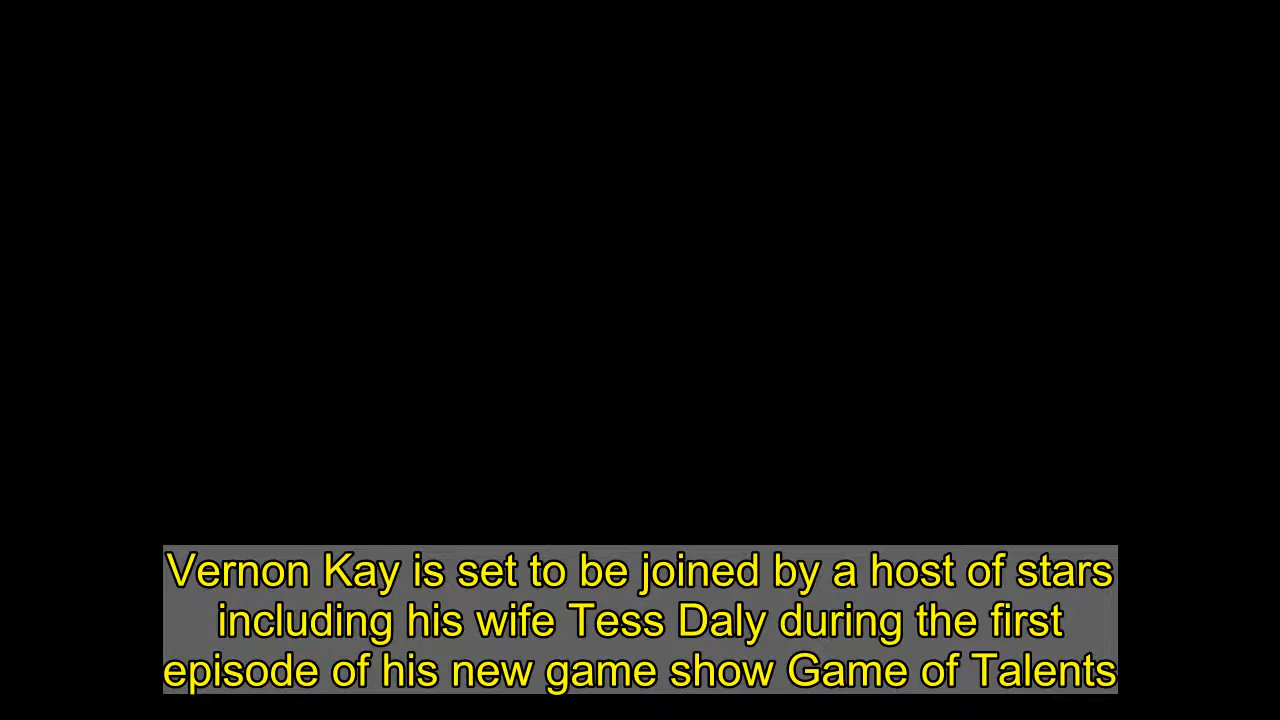 Vernon Kay is set to be joined by a host of stars
including his wife Tess Daly during the first
episode of his new game show Game of Talents